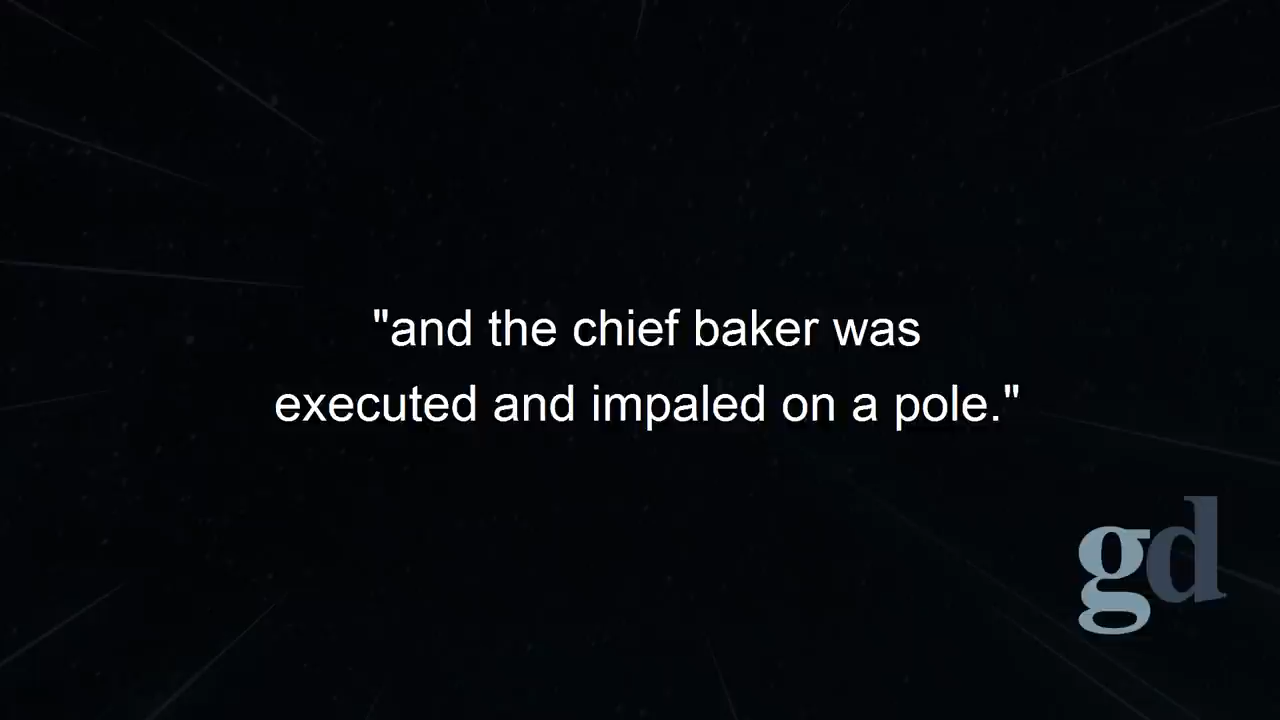 "and the chief baker was
executed and impaled on a pole."
gd